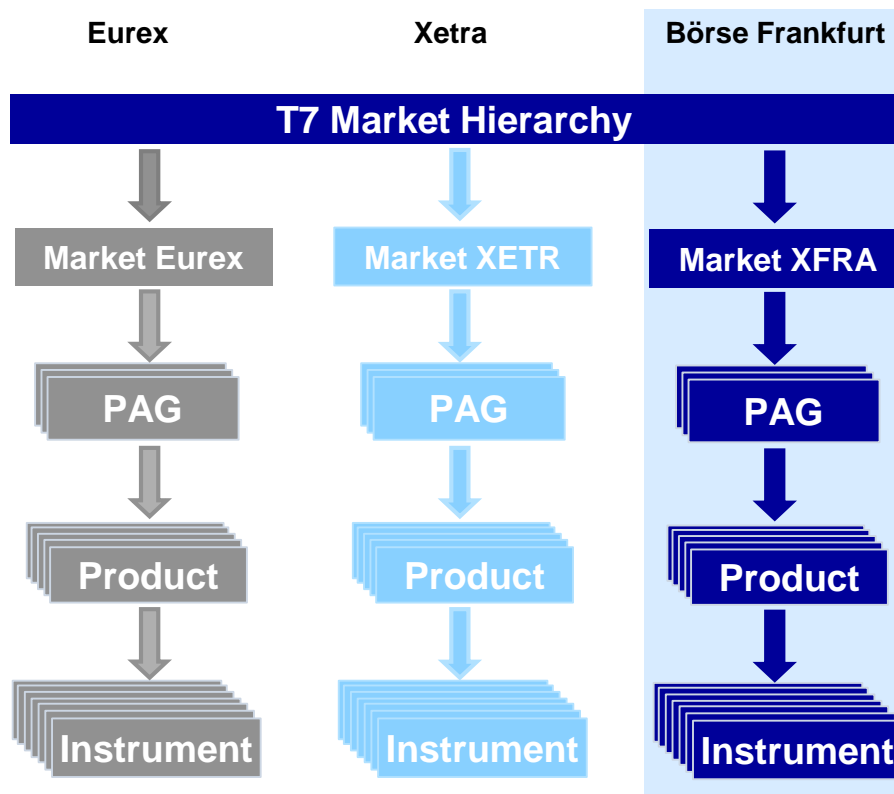 Eurex Xetra Börse Frankfurt
T7 Market Hierarchy
Market Eurex Market XETR Market XFRA
PAG PAG PAG
Product Product Product
Instrument Instrument Instrument